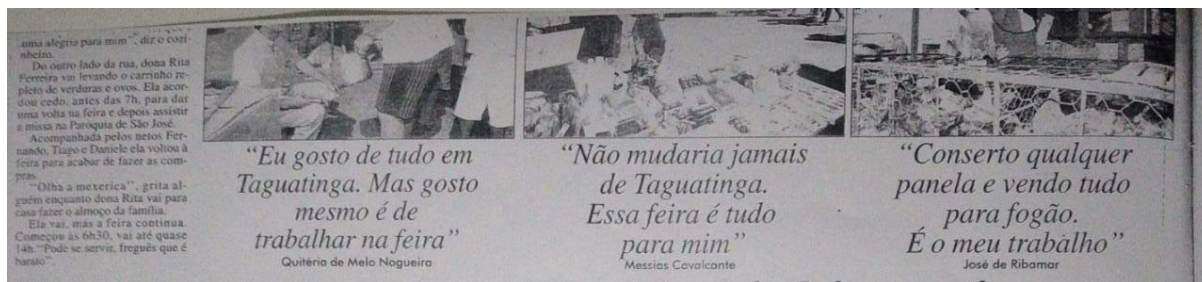 uma alegria para mim", diz o cozi-
nheiro.
Do outro lado da rua, dona Rita
Ferreira vai levando o carrinho re-
pleto de verduras e ovos. Ela acor-
dou cedo, antes das 7h, para dar
uma volta na feira e depois assistir
a missa na Paróquia de São José.
Acompanhada pelos netos Fer-
nando, Tiago e Daniele ela voltou à
feira para acabar de fazer as com-
pras.
"Olha a mexerica", grita al-
guém enquanto dona Rita vai para
casa fazer o almoço da família.
Ela vai, mas a feira continua.
Começou às 6h30, vai até quase
14h. "Pode se servir, freguês que é
barato".
"Eu gosto de tudo em
Taguatinga. Mas gosto
mesmo é de
trabalhar na feira"
Quitéria de Melo Nogueira
"Não mudaria jamais
de Taguatinga.
Essa feira é tudo
para mim"
Messias Cavalcante
"Conserto qualquer
panela e vendo tudo
para fogão.
É o meu trabalho"
José de Ribamar